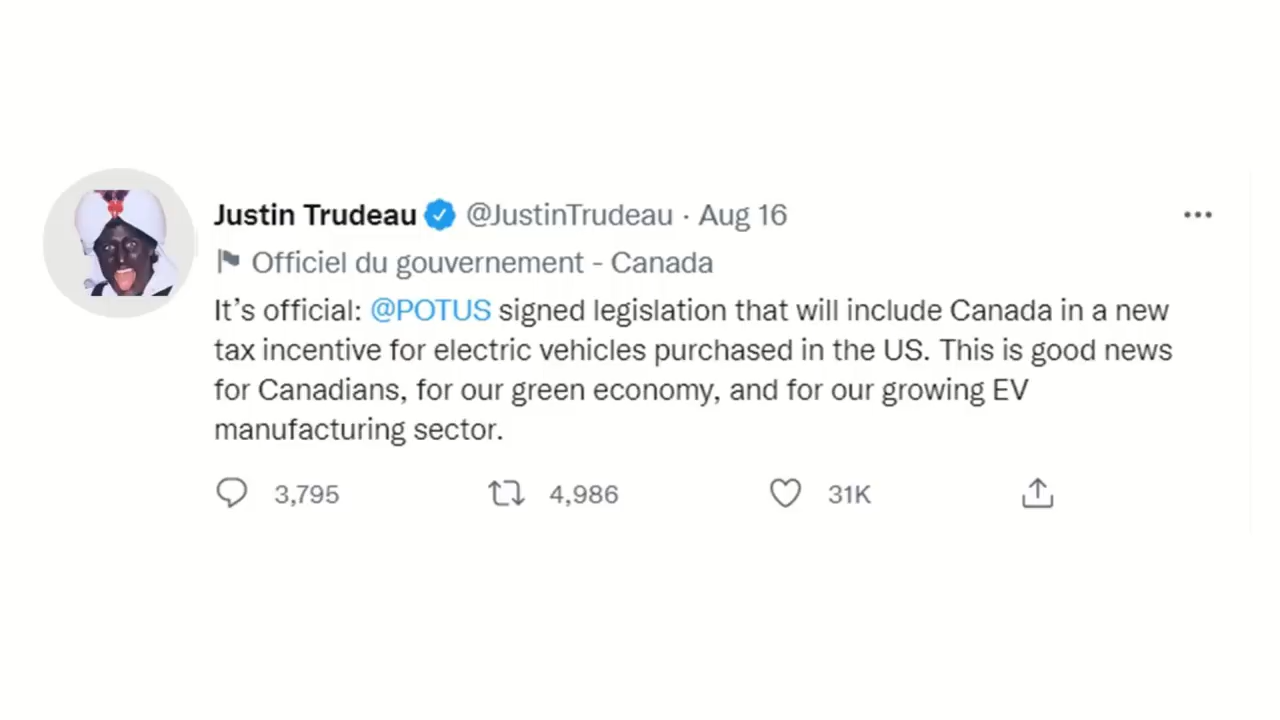 Justin Trudeau @JustinTrudeau · Aug 16
Officiel du gouvernement - Canada
It’s official: @POTUS signed legislation that will include Canada in a new
tax incentive for electric vehicles purchased in the US. This is good news
for Canadians, for our green economy, and for our growing EV
manufacturing sector.
3,795 4,986 31K